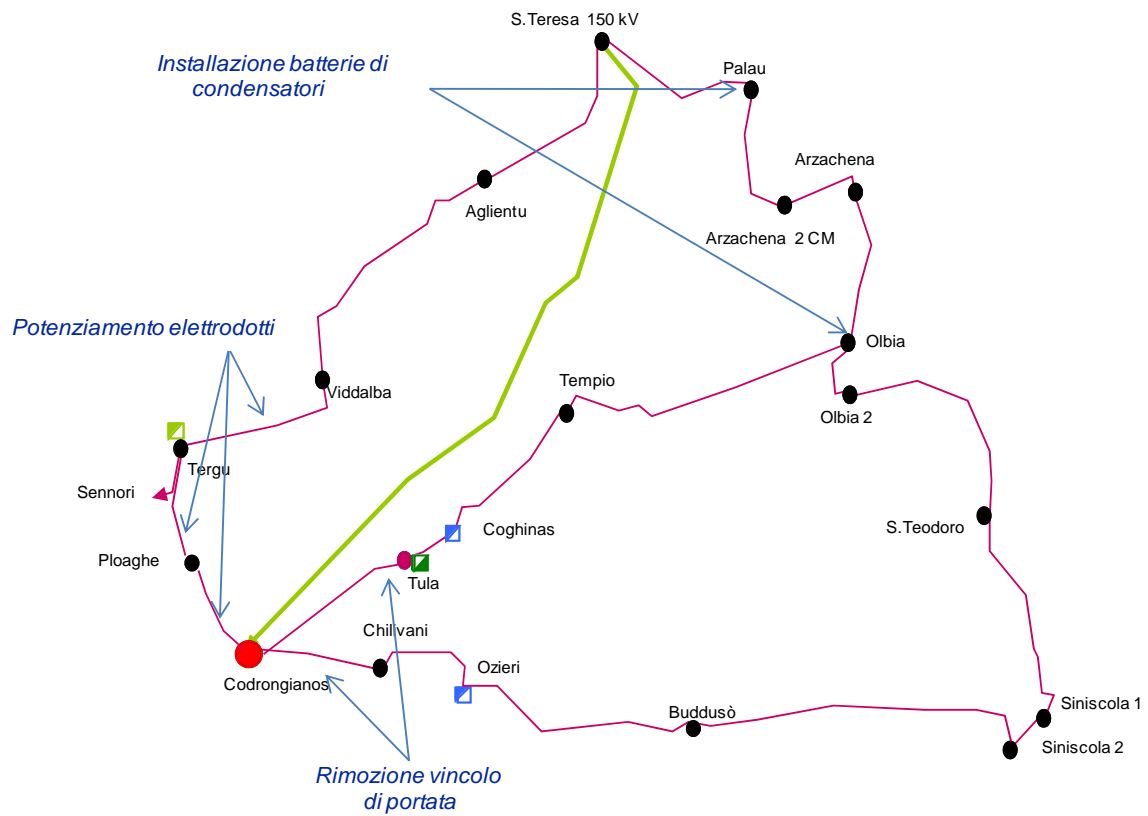 S.Teresa 150 kV
Installazione batterie di
condensatori
Palau
Arzachena
Aglientu
Arzachena 2 CM
Potenziamento elettrodotti
Olbia
Tempio
Viddalba
Olbia 2
Tergu
Sennori
Coghinas
S.Teodoro
Ploaghe
Tula
Chilivani
Ozieri
Codrongianos
Siniscola 1
Buddusò
Siniscola 2
Rimozione vincolo
di portata